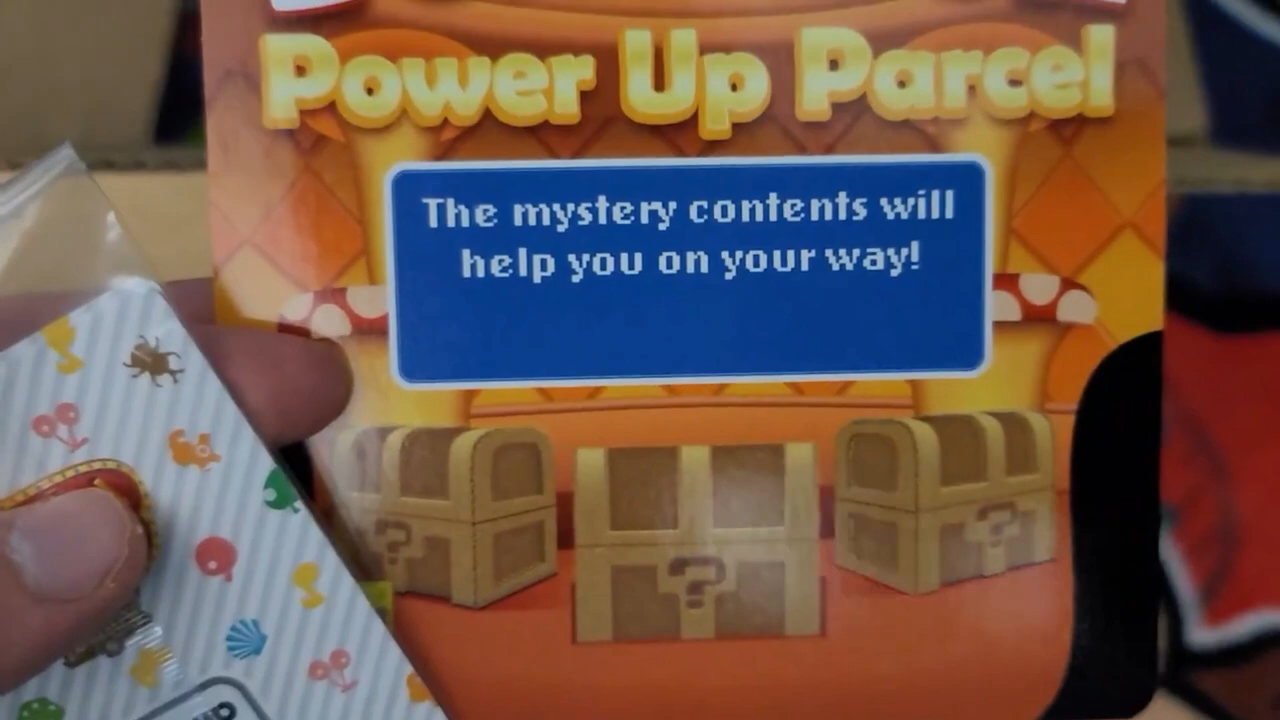 Power Up Parcel
The mystery contents will
help you on your way!
?
?
?